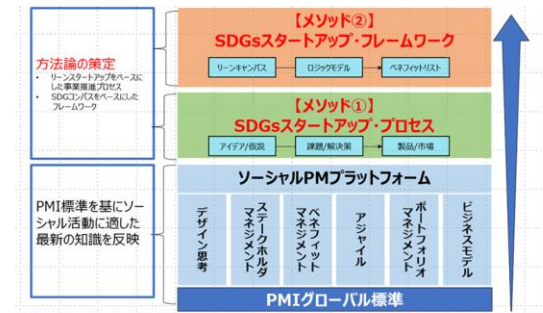 【メソッド②】
SDGsスタートアップ・フレームワーク
リーンキャンバス
ロジックモデル
ベネフィットリスト
方法論の策定
• リーンスタートアップをベースに
した事業推進プロセス
• SDGコンパスをベースにした
フレームワーク
【メソッド①】
SDGsスタートアップ・プロセス
アイデア/仮説
課題/解決策
製品/市場
PMI標準を基にソー
シャル活動に適した
最新の知識を反映
ソーシャルPMプラットフォーム
デザイン思考
ステークホルダ
マネジメント
ベネフィット
マネジメント
アジャイル
ポートフォリオ
マネジメント
ビジネスモデル
PMIグローバル標準